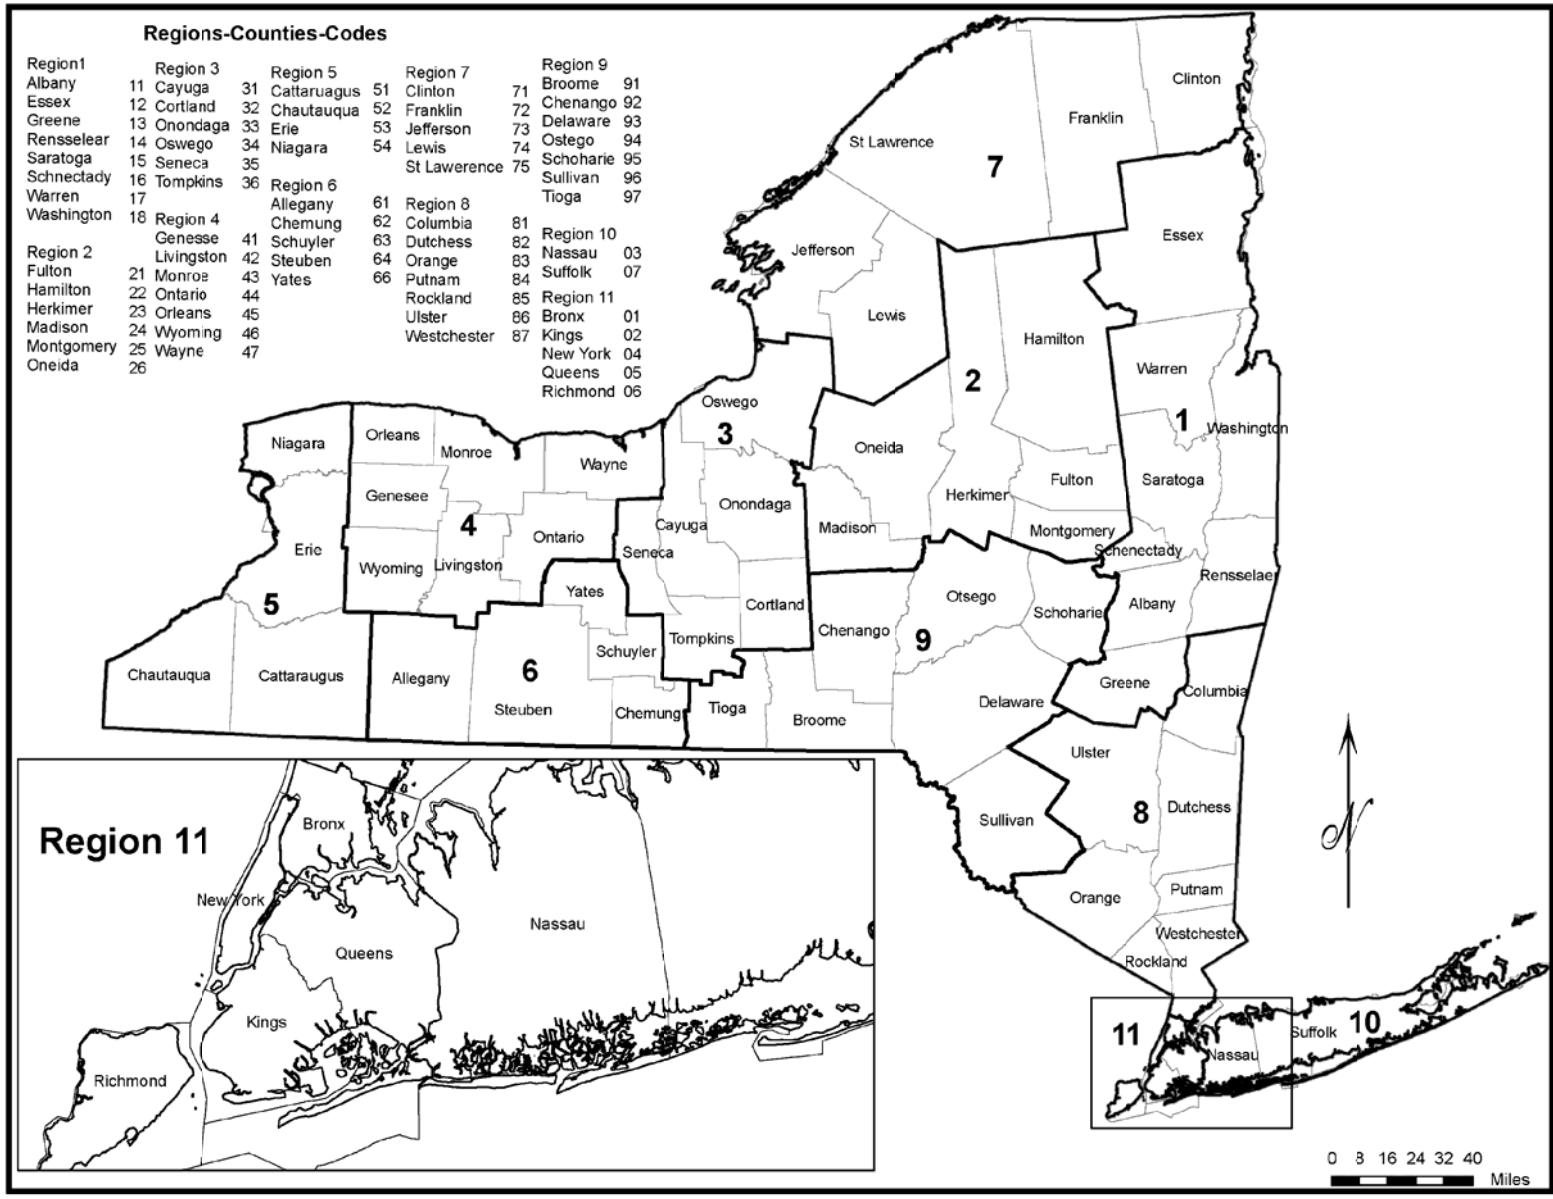 Regions-Counties-Codes
Region1
Albany 11
Essex 12
Greene 13
Rensselear 14
Saratoga 15
Schnectady 16
Warren 17
Washington 18
Region 2
Fulton 21
Hamilton 22
Herkimer 23
Madison 24
Montgomery 25
Oneida 26
Region 3
Cayuga 31
Cortland 32
Onondaga 33
Oswego 34
Seneca 35
Tompkins 36
Region 4
Genesse 41
Livingston 42
Monroe 43
Ontario 44
Orleans 45
Wyoming 46
Wayne 47
Region 5
Cattaruagus 51
Chautauqua 52
Erie 53
Niagara 54
Region 6
Allegany 61
Chemung 62
Schuyler 63
Steuben 64
Yates 66
Region 7
Clinton 71
Franklin 72
Jefferson 73
Lewis 74
St Lawerence 75
Region 8
Columbia 81
Dutchess 82
Orange 83
Putnam 84
Rockland 85
Ulster 86
Westchester 87
Region 9
Broome 91
Chenango 92
Delaware 93
Ostego 94
Schoharie 95
Sullivan 96
Tioga 97
Region 10
Nassau 03
Suffolk 07
Region 11
Bronx 01
Kings 02
New York 04
Queens 05
Richmond 06
Clinton
Franklin
St Lawrence
7
Essex
Jefferson
Lewis
Hamilton
Warren
2
Oswego
1
Washington
3
Niagara
Orleans
Monroe
Wayne
Oneida
Genesee
Onondaga
Herkimer
Fulton
Saratoga
4
Cayuga
Madison
Montgomery
Ontario
Erie
Seneca
Schenectady
Wyoming
Livingston
Rensselae
Yates
5
Cortland
Otsego
Schoharie
Albany
Chenango
9
Tompkins
Schuyler
Chautauqua
Cattaraugus
Allegany
6
Greene
Columbia
Steuben
Chemung
Tioga
Broome
Delaware
Ulster
Dutchess
8
Sullivan
Putnam
Orange
Westchester
Rockland
11
10
Suffolk
Nassau
N
Region 11
Bronx
New York
Nassau
Queens
Kings
Richmond
0 8 16 24 32 40
Miles